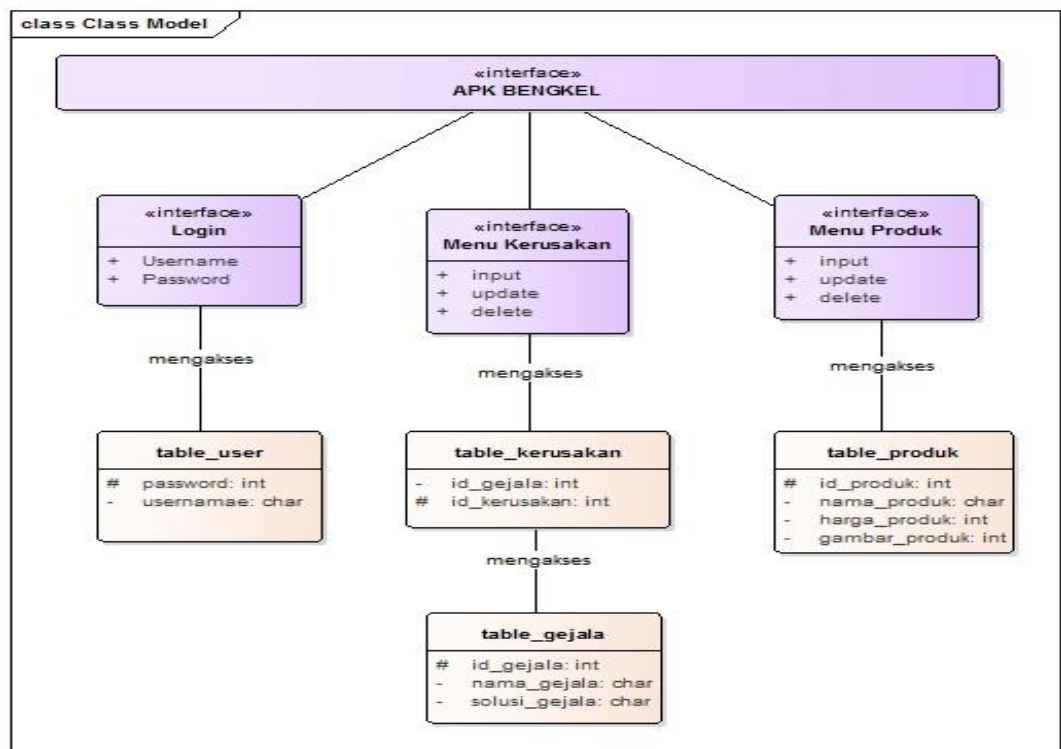 class Class Model
«interface»
APK BENGKEL
«interface»
Login
+ Username
+ Password
«interface»
Menu Kerusakan
+ input
+ update
+ delete
«interface»
Menu Produk
+ input
+ update
+ delete
mengakses
mengakses
mengakses
table_user
# password: int
- usernamae: char
table_kerusakan
- id_gejala: int
# id_kerusakan: int
table_produk
# id_produk: int
- nama_produk: char
- harga_produk: int
- gambar_produk: int
mengakses
table_gejala
# id_gejala: int
- nama_gejala: char
- solusi_gejala: char